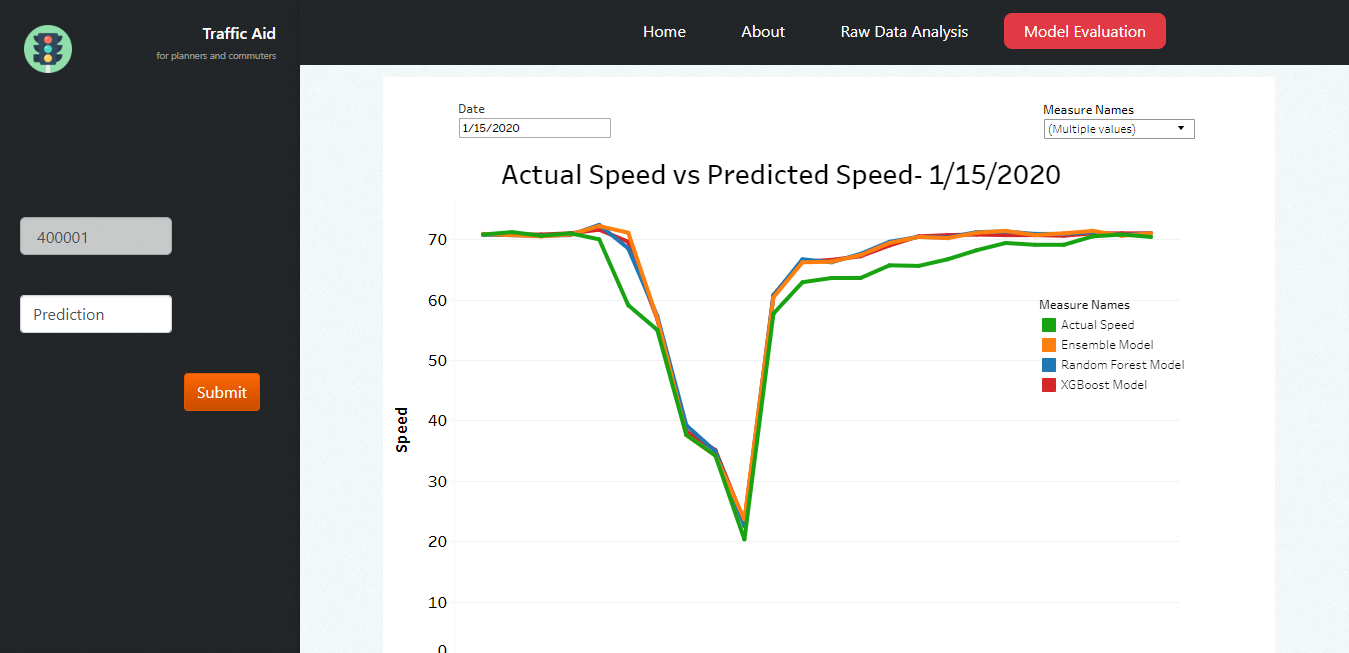 Traffic Aid
for planners and commuters
Home
About
Raw Data Analysis
Model Evaluation
400001
Prediction
Submit
Date
1/15/2020
Measure Names
(Multiple values)
Actual Speed vs Predicted Speed- 1/15/2020
Speed
70
60
50
40
30
20
10
0
Measure Names
Actual Speed
Ensemble Model
Random Forest Model
XGBoost Model